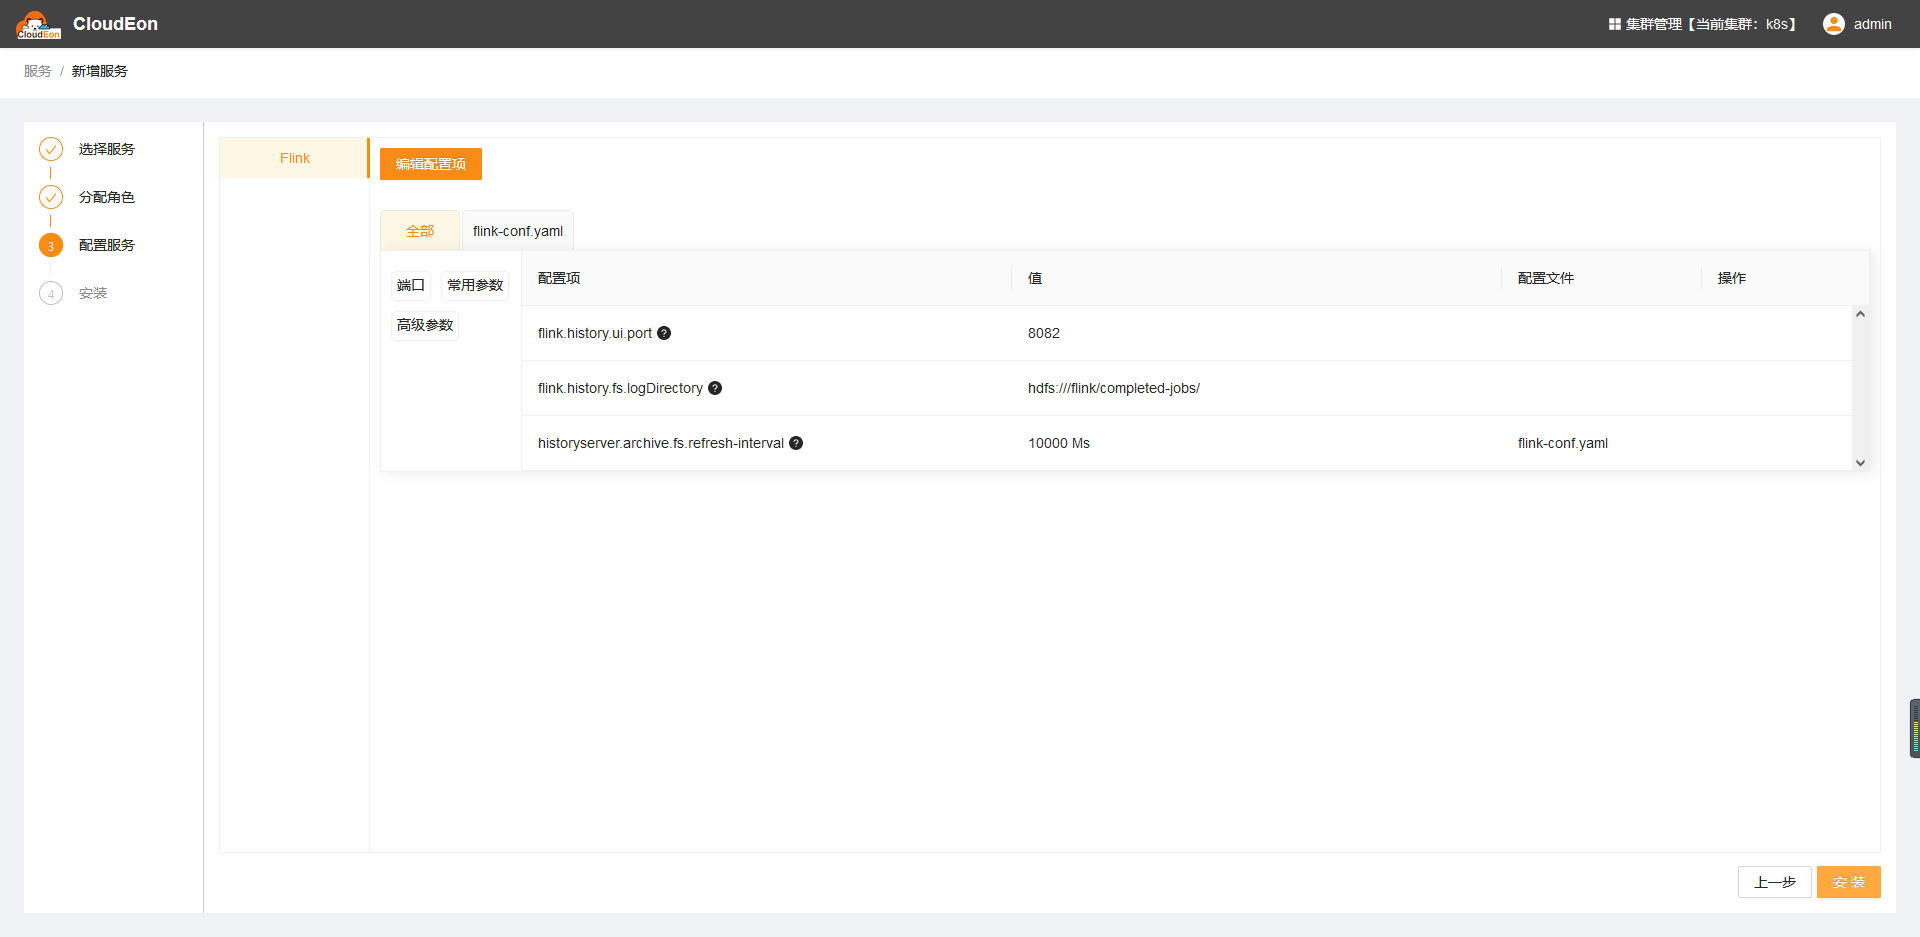 CloudEon
CloudEon
集群管理【当前集群：k8s】
admin
服务 / 新增服务
选择服务
分配角色
3 配置服务
4 安装
Flink
编辑配置项
全部
flink-conf.yaml
端口 常用参数
高级参数
配置项 值 配置文件 操作
flink.history.ui.port ? 8082
flink.history.fs.logDirectory ? hdfs:///flink/completed-jobs/
historyserver.archive.fs.refresh-interval ? 10000 Ms flink-conf.yaml
上一步 安 装